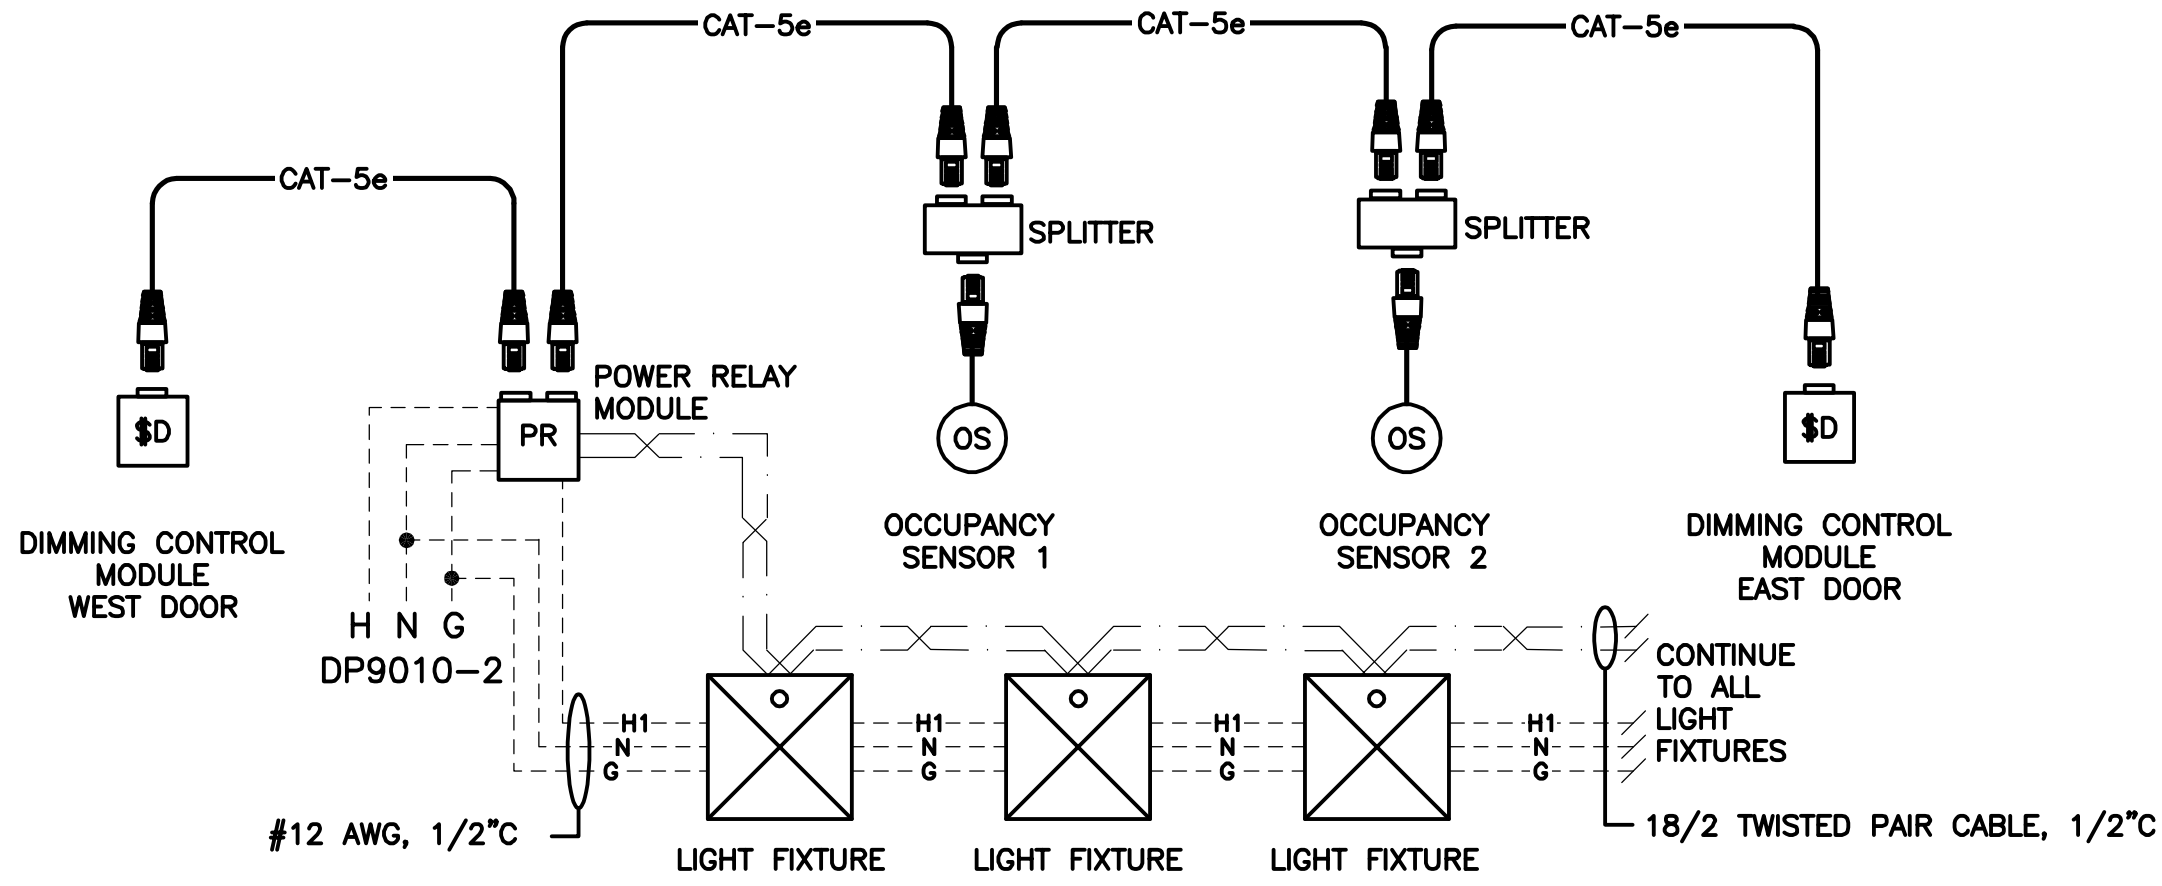 CAT-5e
CAT-5e
CAT-5e
CAT-5e
SPLITTER
SPLITTER
POWER RELAY
MODULE
$D
PR
OS
OS
$D
DIMMING CONTROL
MODULE
WEST DOOR
OCCUPANCY
SENSOR 1
OCCUPANCY
SENSOR 2
DIMMING CONTROL
MODULE
EAST DOOR
H N G
DP9010-2
CONTINUE
TO ALL
LIGHT
FIXTURES
H1
N
G
H1
N
G
H1
N
G
H1
N
G
#12 AWG, 1/2"C
18/2 TWISTED PAIR CABLE, 1/2"C
LIGHT FIXTURE
LIGHT FIXTURE
LIGHT FIXTURE